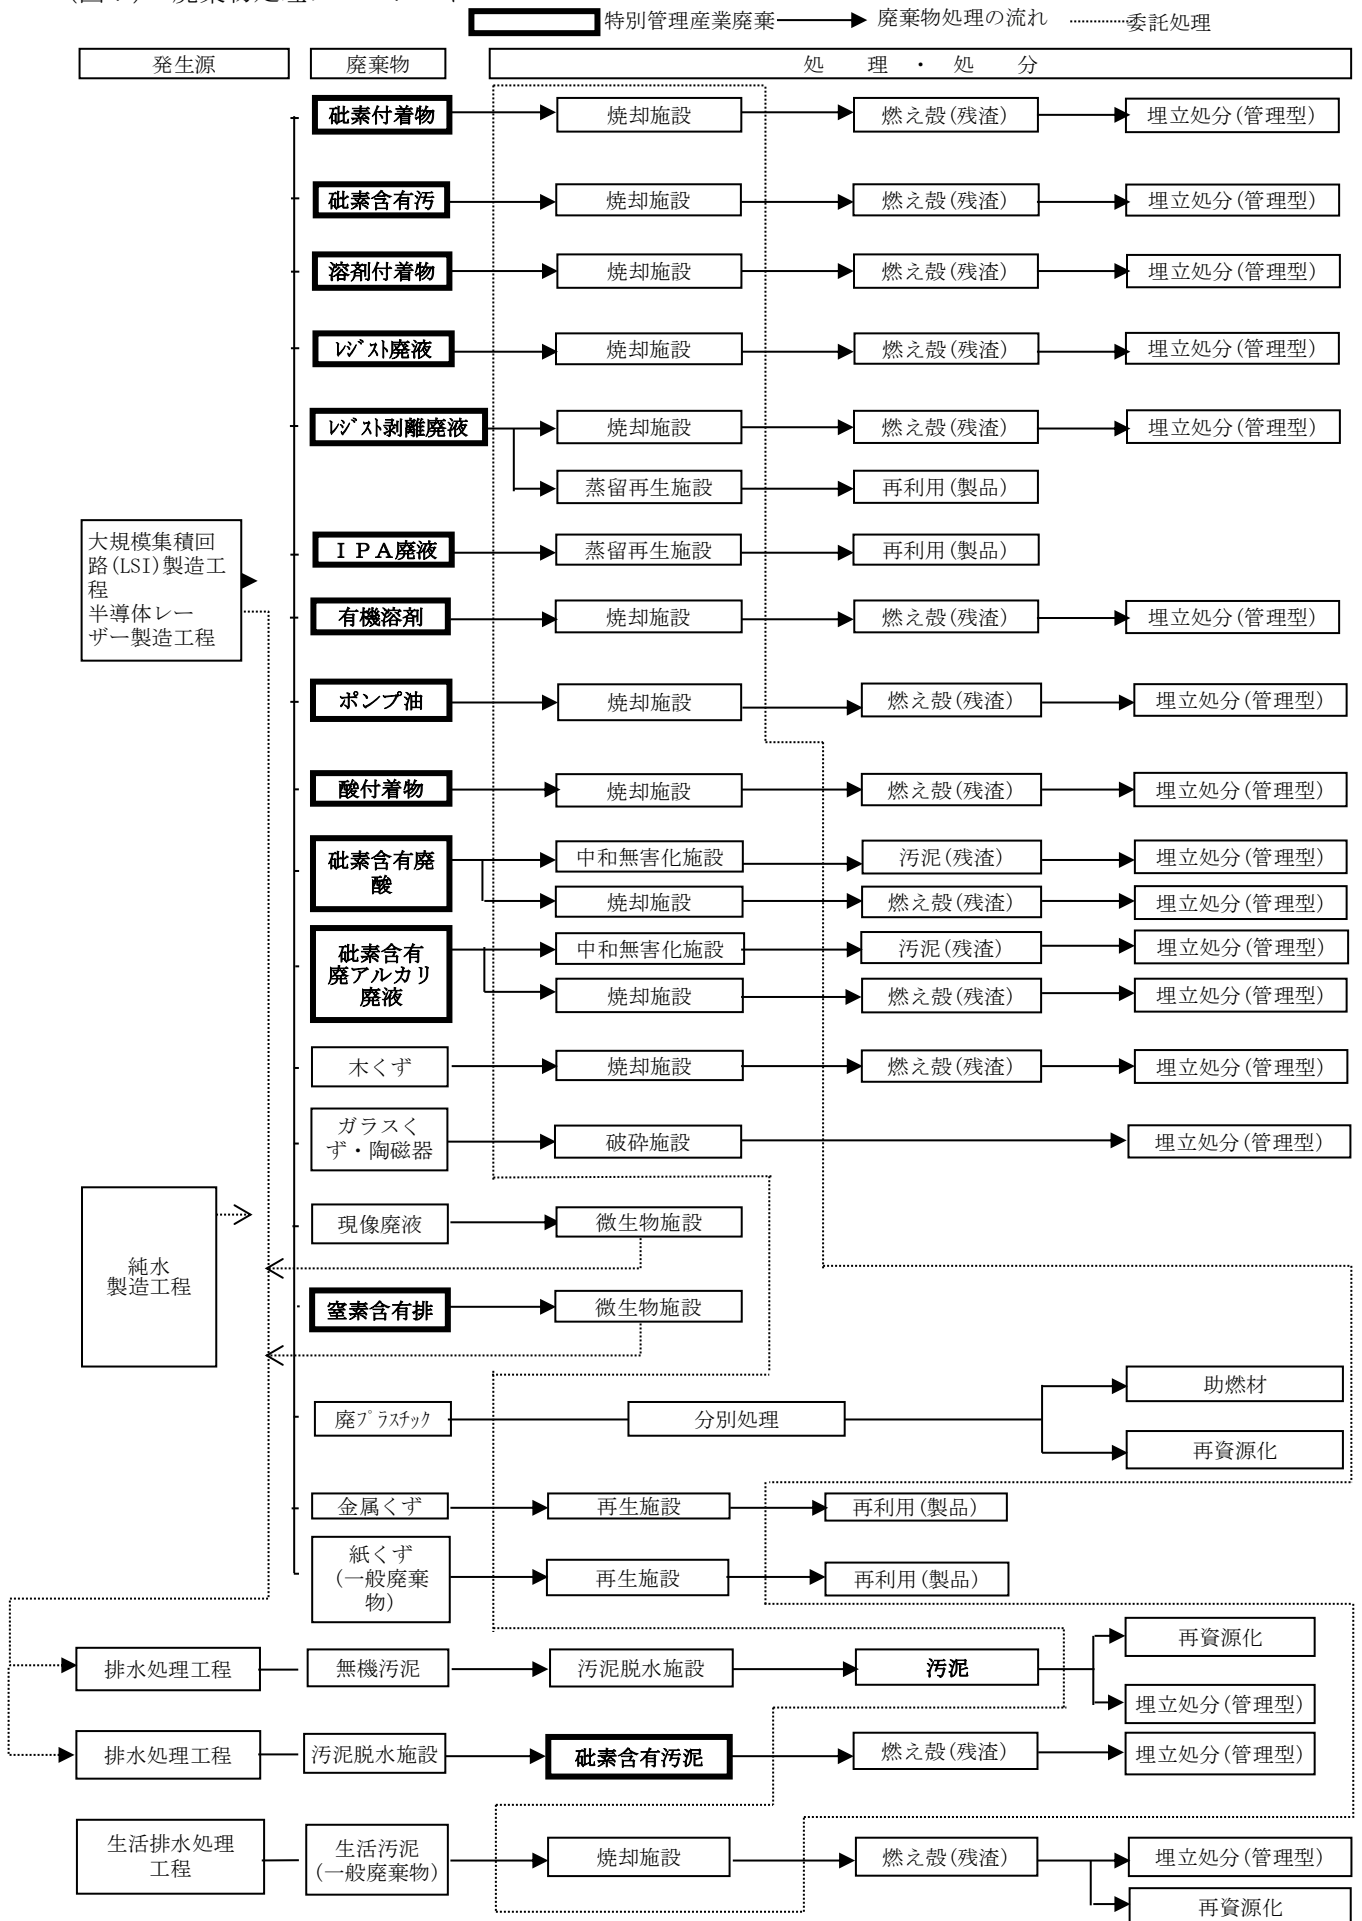 特別管理産業廃棄
廃棄物処理の流れ
委託処理
発生源
廃棄物
処 理 ・ 処 分
砒素付着物
焼却施設
燃え殻(残渣)
埋立処分(管理型)
砒素含有汚
焼却施設
燃え殻(残渣)
埋立処分(管理型)
溶剤付着物
焼却施設
燃え殻(残渣)
埋立処分(管理型)
ﾚｼﾞｽﾄ廃液
焼却施設
燃え殻(残渣)
埋立処分(管理型)
ﾚｼﾞｽﾄ剥離廃液
焼却施設
燃え殻(残渣)
埋立処分(管理型)
蒸留再生施設
再利用(製品)
大規模集積回
路(LSI)製造工
程
半導体レー
ザー製造工程
ＩＰＡ廃液
蒸留再生施設
再利用(製品)
有機溶剤
焼却施設
燃え殻(残渣)
埋立処分(管理型)
ポンプ油
焼却施設
燃え殻(残渣)
埋立処分(管理型)
酸付着物
焼却施設
燃え殻(残渣)
埋立処分(管理型)
砒素含有廃
酸
中和無害化施設
汚泥(残渣)
埋立処分(管理型)
焼却施設
燃え殻(残渣)
埋立処分(管理型)
砒素含有
廃アルカリ
廃液
中和無害化施設
汚泥(残渣)
埋立処分(管理型)
焼却施設
燃え殻(残渣)
埋立処分(管理型)
木くず
焼却施設
燃え殻(残渣)
埋立処分(管理型)
ガラスく
ず・陶磁器
破砕施設
埋立処分(管理型)
純水
製造工程
現像廃液
微生物施設
窒素含有排
微生物施設
廃ﾌﾟﾗｽﾁｯｸ
分別処理
助燃材
再資源化
金属くず
再生施設
再利用(製品)
紙くず
(一般廃棄
物)
再生施設
再利用(製品)
排水処理工程
無機汚泥
汚泥脱水施設
汚泥
再資源化
埋立処分(管理型)
排水処理工程
汚泥脱水施設
砒素含有汚泥
燃え殻(残渣)
埋立処分(管理型)
生活排水処理
工程
生活汚泥
(一般廃棄物)
焼却施設
燃え殻(残渣)
埋立処分(管理型)
再資源化